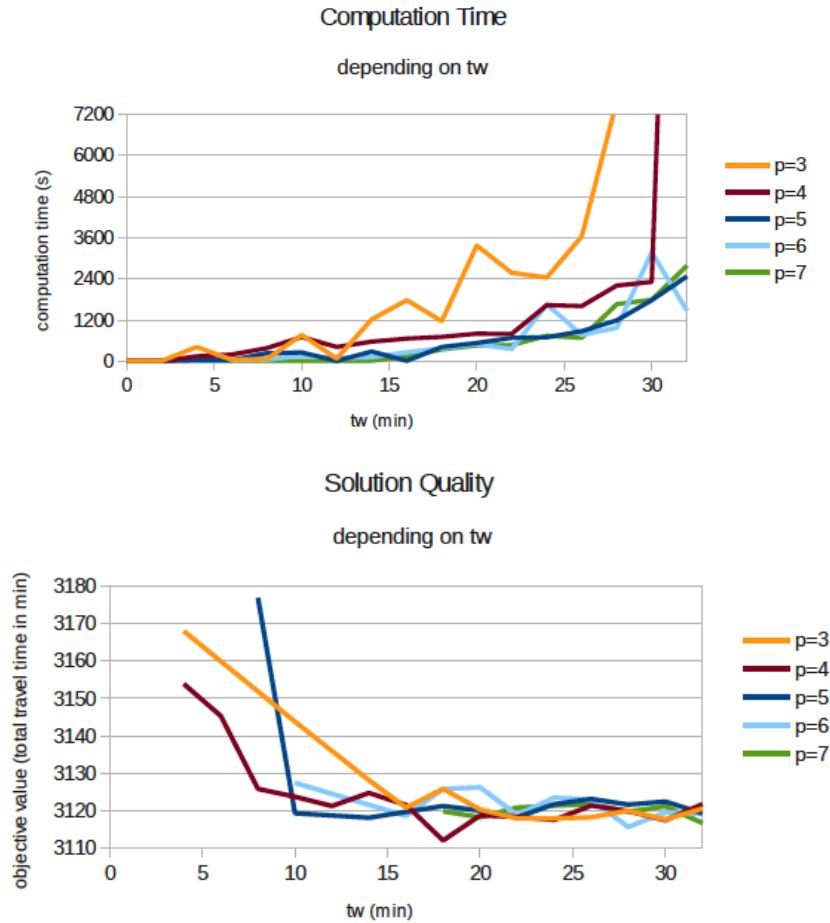 Computation Time
depending on tw
7200
6000
4800
3600
2400
1200
0
computation time (s)
0 5 10 15 20 25 30
tw (min)
p=3
p=4
p=5
p=6
p=7
Solution Quality
depending on tw
3180
3170
3160
3150
3140
3130
3120
3110
objective value (total travel time in min)
0 5 10 15 20 25 30
tw (min)
p=3
p=4
p=5
p=6
p=7